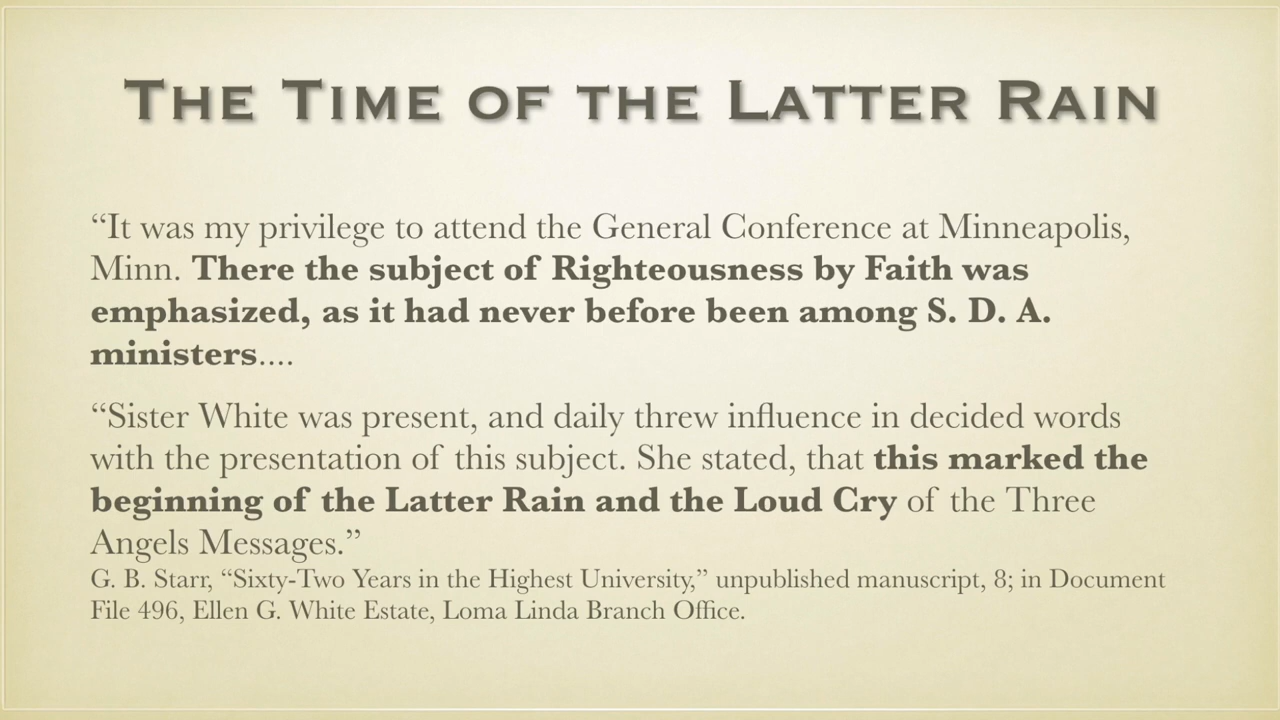 The Time of the Latter Rain
“It was my privilege to attend the General Conference at Minneapolis,
Minn. There the subject of Righteousness by Faith was
emphasized, as it had never before been among S. D. A.
ministers....
“Sister White was present, and daily threw influence in decided words
with the presentation of this subject. She stated, that this marked the
beginning of the Latter Rain and the Loud Cry of the Three
Angels Messages.”
G. B. Starr, “Sixty-Two Years in the Highest University,” unpublished manuscript, 8; in Document
File 496, Ellen G. White Estate, Loma Linda Branch Office.